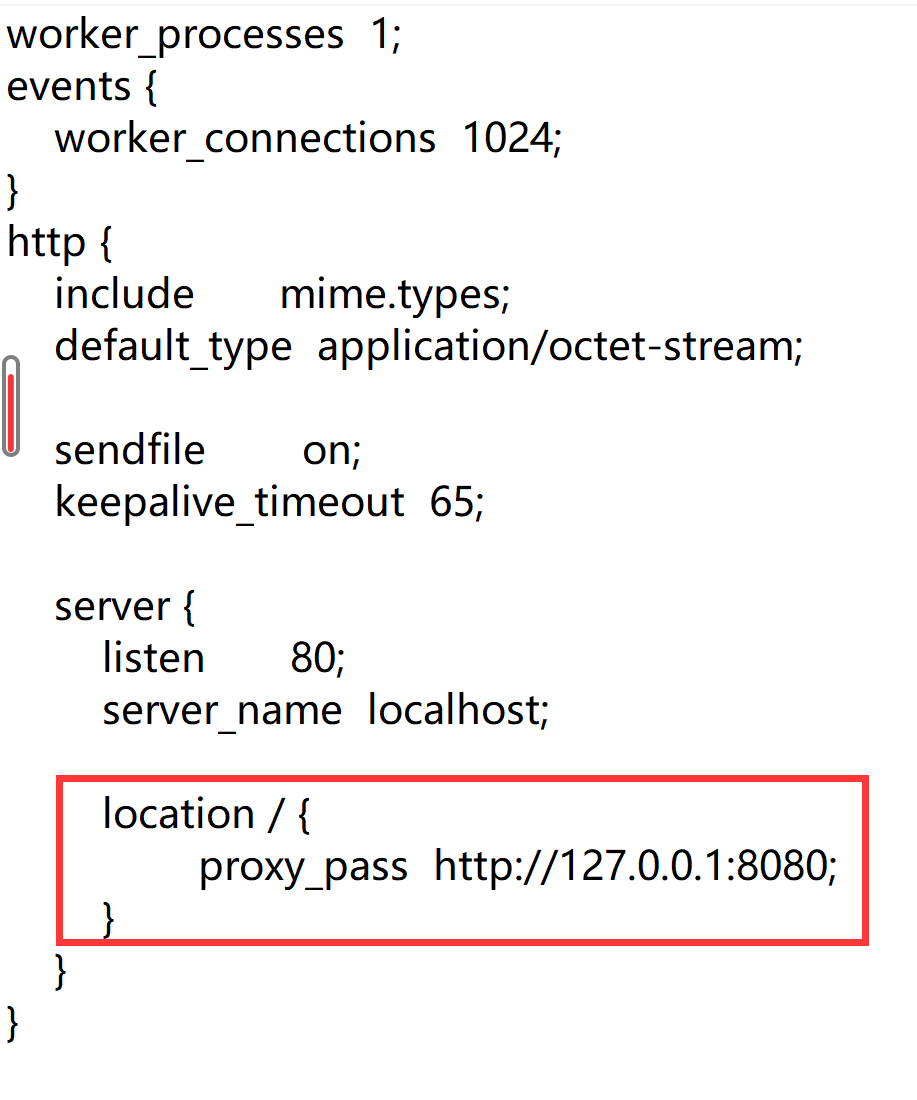 worker_processes  1;
events {
    worker_connections  1024;
}
http {
    include       mime.types;
    default_type  application/octet-stream;
    sendfile        on;
    keepalive_timeout  65;
    server {
        listen       80;
        server_name  localhost;
        location / {
                proxy_pass  http://127.0.0.1:8080;
        }
    }
}